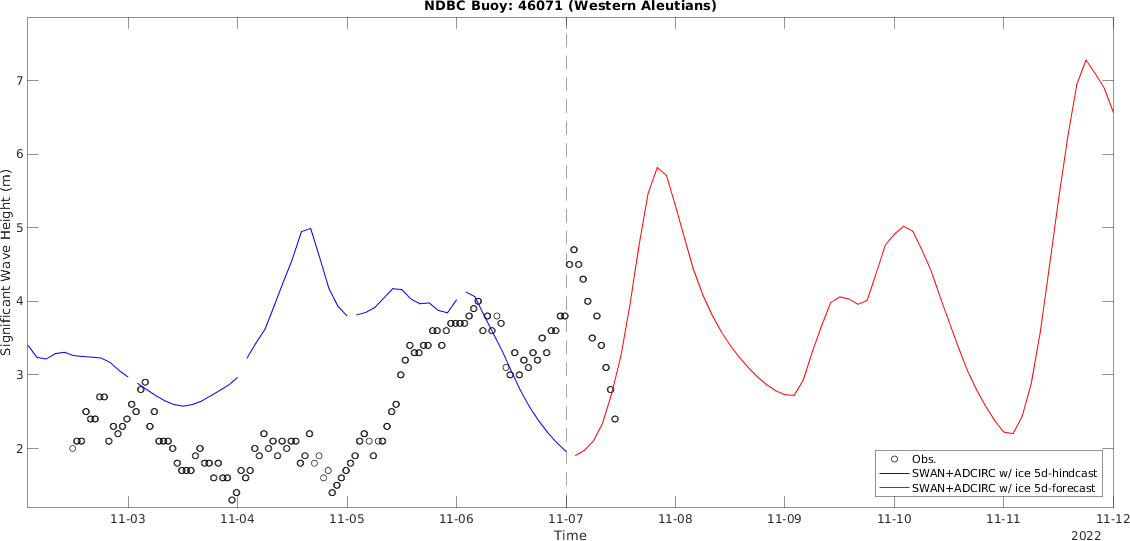 NDBC Buoy: 46071 (Western Aleutians)
Significant Wave Height (m)
7
6
5
4
3
2
Obs.
SWAN+ADCIRC w/ ice 5d-hindcast
SWAN+ADCIRC w/ ice 5d-forecast
11-03 11-04 11-05 11-06 11-07 11-08 11-09 11-10 11-11 11-12
Time
2022